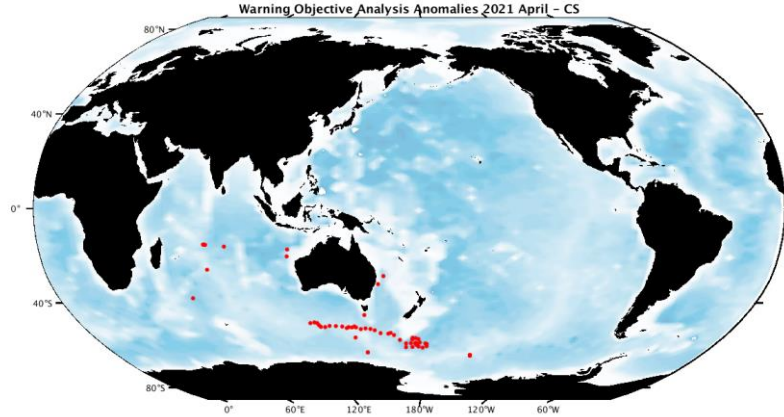 Warning Objective Analysis Anomalies 2021 April – CS
80°N
40°N
0°
40°S
80°S
0° 60°E 120°E 180°W 120°W 60°W